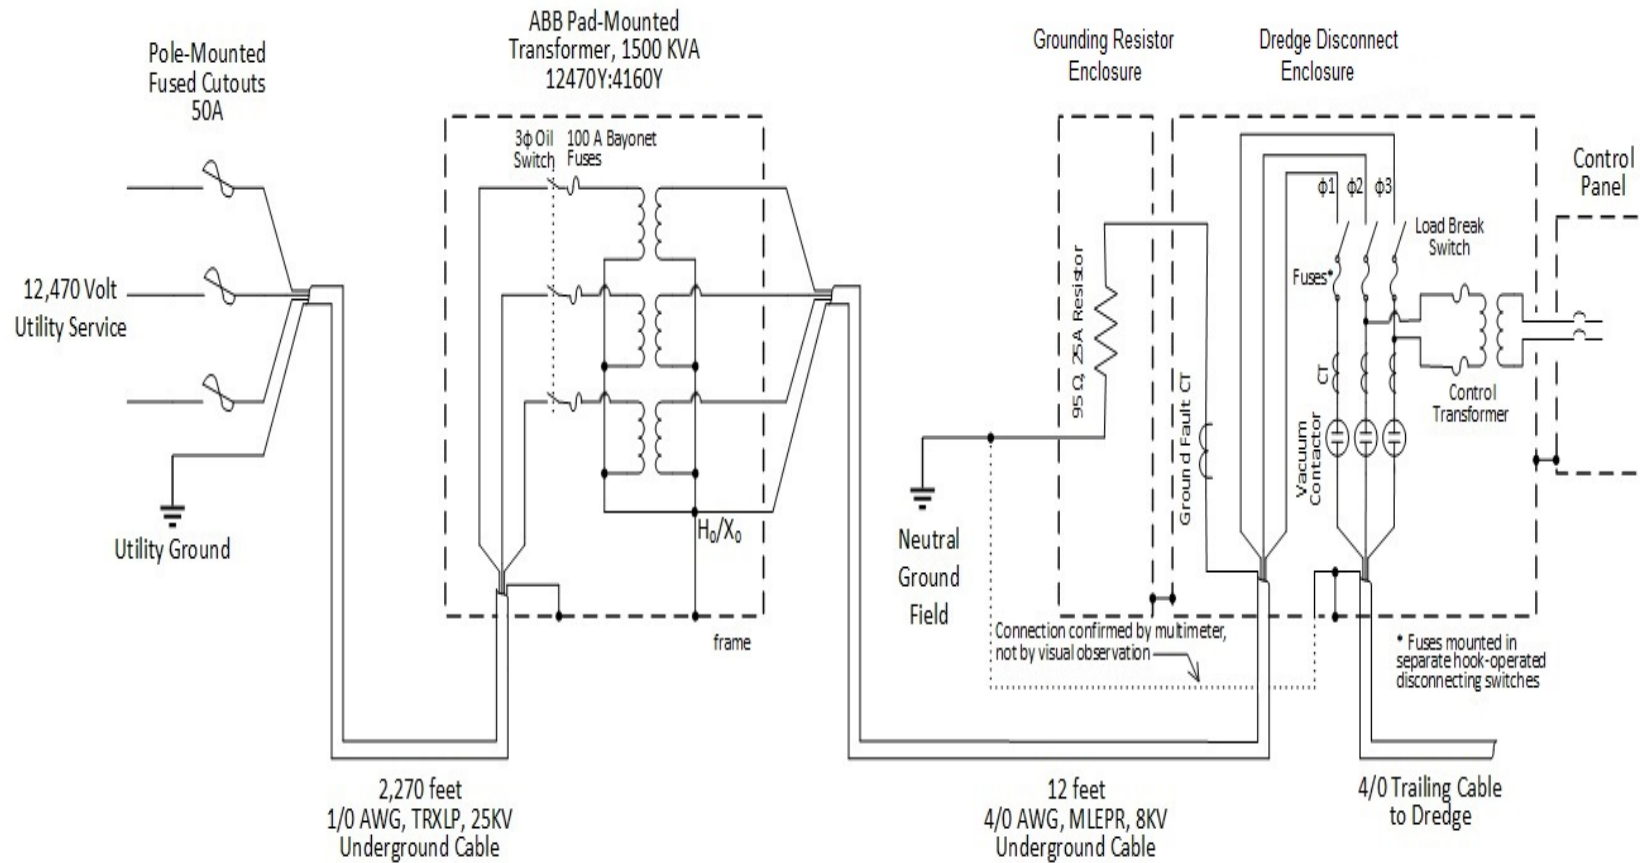 Pole-Mounted
Fused Cutouts
50A
ABB Pad-Mounted
Transformer, 1500 KVA
12470Y:4160Y
Grounding Resistor
Enclosure
Dredge Disconnect
Enclosure
3ϕ Oil
Switch
100 A Bayonet
Fuses
Control
Panel
ϕ1
ϕ2
ϕ3
Load Break
Switch
Fuses*
12,470 Volt
Utility Service
95 Ω, 25A Resistor
Ground Fault CT
CT
Control
Transformer
Vacuum
Contactor
H₀/X₀
Utility Ground
Neutral
Ground
Field
frame
Connection confirmed by multimeter,
not by visual observation
* Fuses mounted in
separate hook-operated
disconnecting switches
2,270 feet
1/0 AWG, TRXLP, 25KV
Underground Cable
12 feet
4/0 AWG, MLEPR, 8KV
Underground Cable
4/0 Trailing Cable
to Dredge